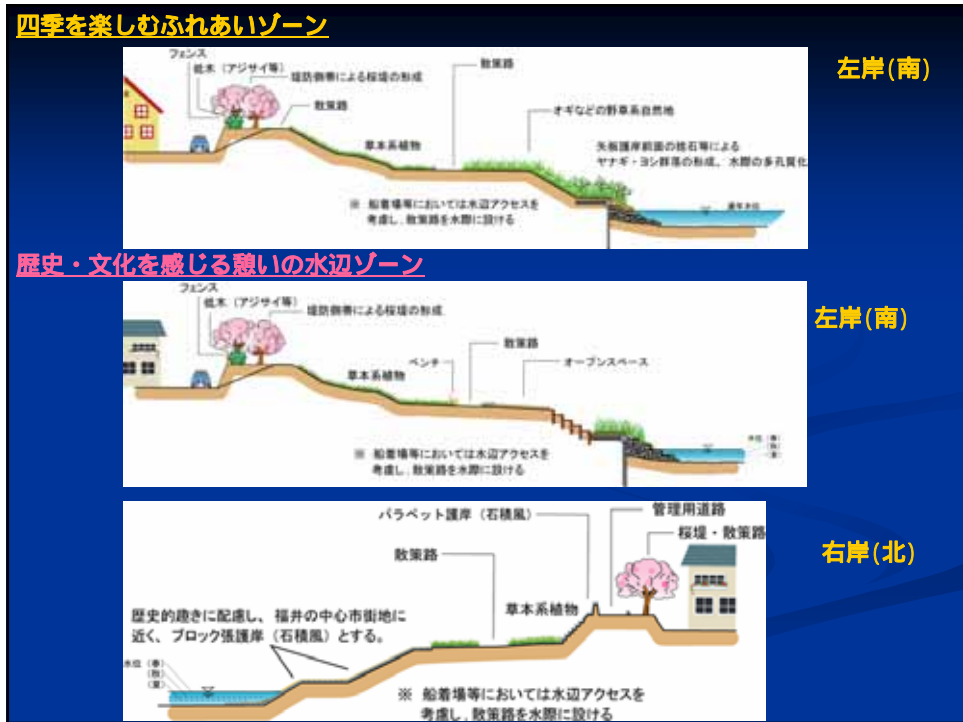 四季を楽しむふれあいゾーン
左岸(南)
フェンス
低木（アジサイ等）
堤防側帯による桜堤の形成
散策路
散策路
オギなどの野草系自然地
草本系植物
矢板護岸前面の捨石等による
ヤナギ・ヨシ群落の形成、水際の多孔質化
※ 船着場等においては水辺アクセスを
考慮し、散策路を水際に設ける
歴史・文化を感じる憩いの水辺ゾーン
左岸(南)
フェンス
低木（アジサイ等）
堤防側帯による桜堤の形成
散策路
ベンチ
オープンスペース
草本系植物
水位（春）
（秋）
（夏）
※ 船着場等においては水辺アクセスを
考慮し、散策路を水際に設ける
右岸(北)
パラペット護岸（石積風）
管理用道路
桜堤・散策路
散策路
草本系植物
歴史的趣きに配慮し、福井の中心市街地に
近く、ブロック張護岸（石積風）とする。
水位（春）
（秋）
（夏）
※ 船着場等においては水辺アクセスを
考慮し、散策路を水際に設ける